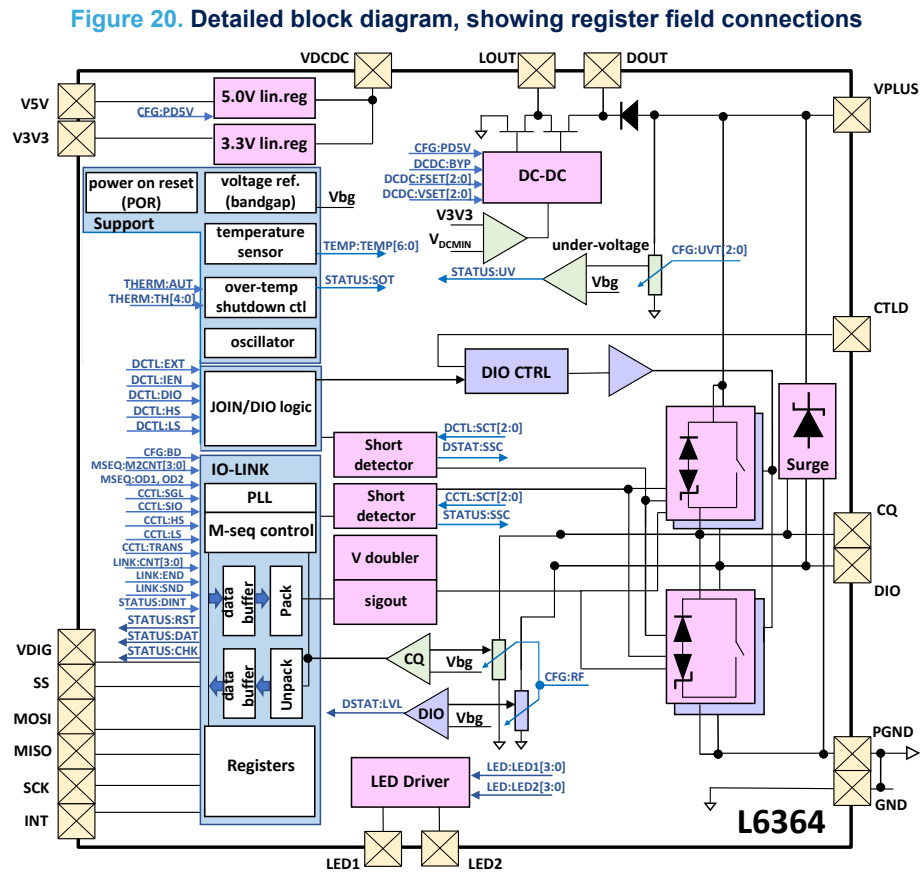 Figure 20. Detailed block diagram, showing register field connections
VDCDC
LOUT
DOUT
V5V
5.0V lin.reg
CFG:PD5V
V3V3
3.3V lin.reg
VPLUS
CFG:PD5V
DCDC:BYP
DCDC:FSET[2:0]
DCDC:VSET[2:0]
DC-DC
power on reset
(POR)
voltage ref.
(bandgap)
Vbg
Support
V3V3
VDCMIN
temperature
sensor
TEMP:TEMP[6:0]
under-voltage
CFG:UVT[2:0]
STATUS:UV
Vbg
THERM:AUT
THERM:TH[4:0]
over-temp
shutdown ctl
STATUS:SOT
oscillator
CTLD
DCTL:EXT
DCTL:IEN
DCTL:DIO
DCTL:HS
DCTL:LS
JOIN/DIO logic
DIO CTRL
Short
detector
DCTL:SCT[2:0]
DSTAT:SSC
Surge
CFG:BD
MSEQ:M2CNT[3:0]
MSEQ:OD1, OD2
CCTL:SGL
CCTL:SIO
CCTL:HS
CCTL:LS
CCTL:TRANS
LINK:CNT[3:0]
LINK:END
LINK:SND
STATUS:DINT
STATUS:RST
STATUS:DAT
STATUS:CHK
IO-LINK
PLL
M-seq control
Short
detector
CCTL:SCT[2:0]
STATUS:SSC
CQ
V doubler
sigout
DIO
data
buffer
Pack
data
buffer
Unpack
CQ
Vbg
CFG:RF
DSTAT:LVL
DIO
Vbg
VDIG
SS
MOSI
MISO
SCK
INT
Registers
LED Driver
LED:LED1[3:0]
LED:LED2[3:0]
PGND
GND
L6364
LED1
LED2